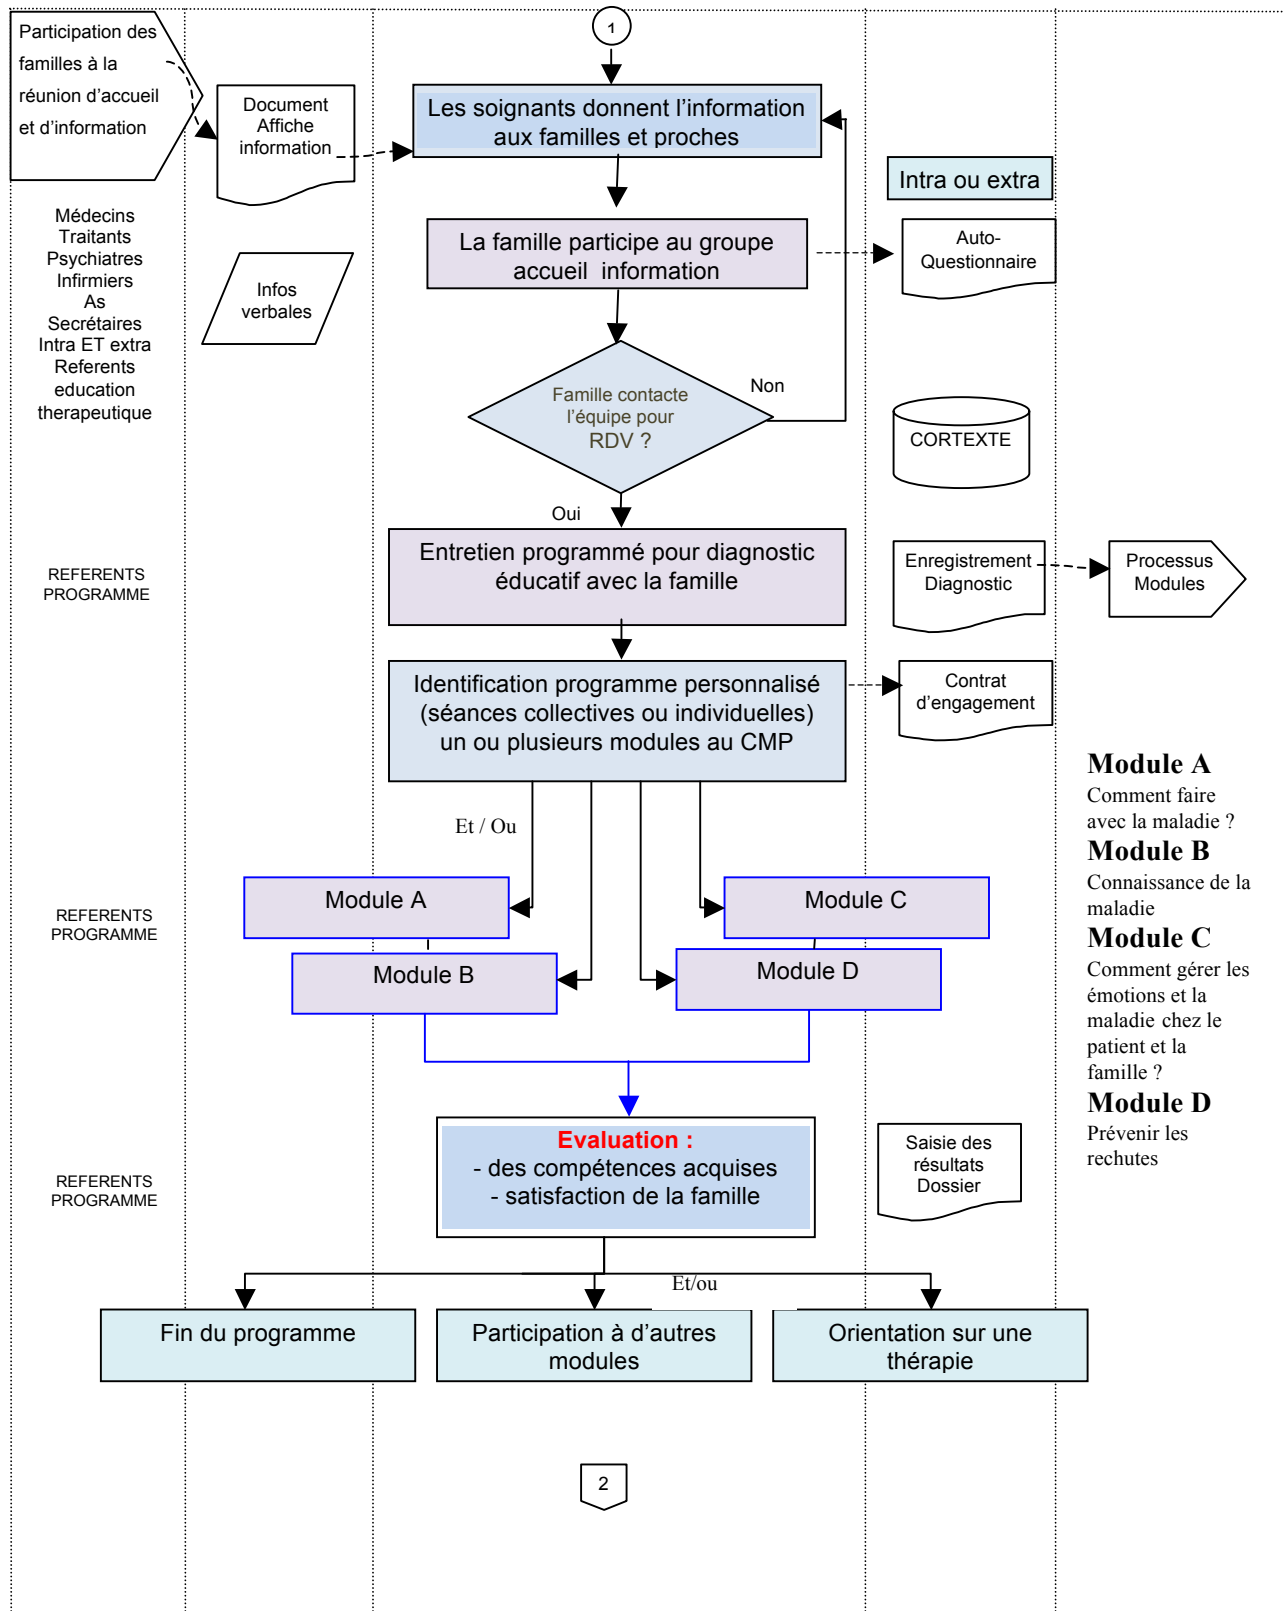 1
Participation des
familles à la
réunion d'accueil
et d'information
Document
Affiche
information
Les soignants donnent l'information
aux familles et proches
Intra ou extra
Médecins
Traitants
Psychiatres
Infirmiers
As
Secrétaires
Intra ET extra
Referents
education
therapeutique
Infos
verbales
La famille participe au groupe
accueil information
Auto-
Questionnaire
Famille contacte
l'équipe pour
RDV ?
Non
CORTEXTE
Oui
REFERENTS
PROGRAMME
Entretien programmé pour diagnostic
éducatif avec la famille
Enregistrement
Diagnostic
Processus
Modules
Identification programme personnalisé
(séances collectives ou individuelles)
un ou plusieurs modules au CMP
Contrat
d'engagement
Et / Ou
Module A
Comment faire
avec la maladie ?
Module B
Connaissance de la
maladie
Module C
Comment gérer les
émotions et la
maladie chez le
patient et la
famille ?
Module D
Prévenir les
rechutes
REFERENTS
PROGRAMME
Module A
Module B
Module C
Module D
REFERENTS
PROGRAMME
Evaluation :
- des compétences acquises
- satisfaction de la famille
Saisie des
résultats
Dossier
Et/ou
Fin du programme
Participation à d'autres
modules
Orientation sur une
thérapie
2